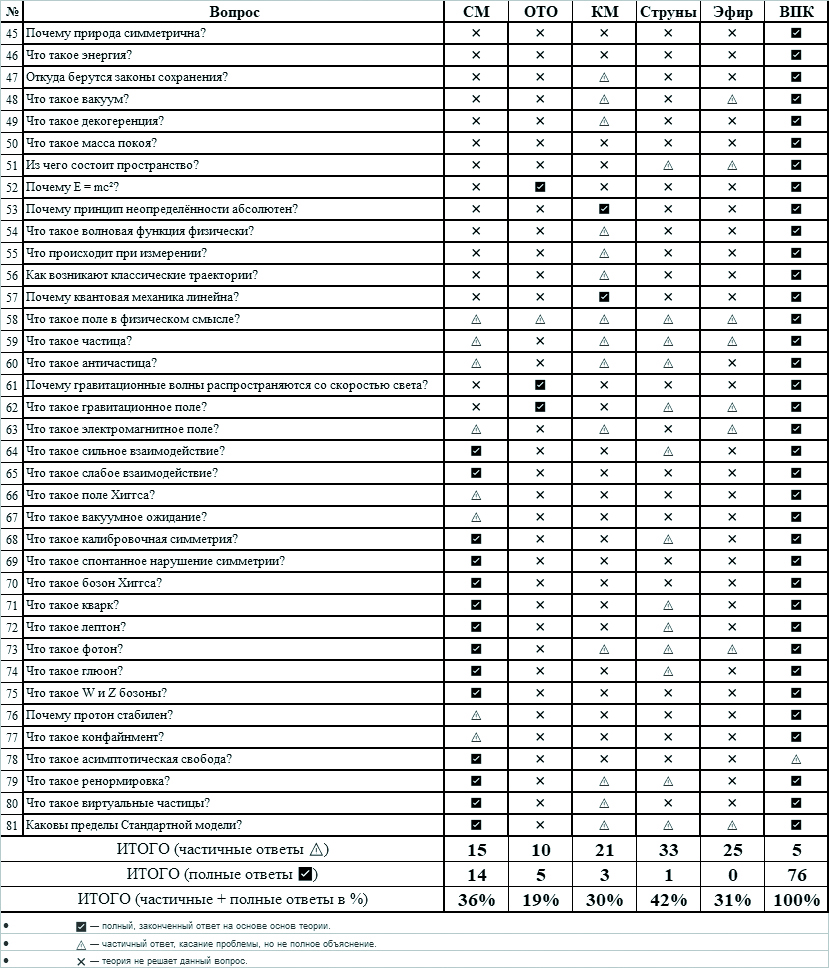 № Вопрос СМ ОТО КМ Струны Эфир ВПК
45 Почему природа симметрична? ✕ ✕ ✕ ✕ ✕ ☑
46 Что такое энергия? ✕ ✕ ✕ ✕ ✕ ☑
47 Откуда берутся законы сохранения? ✕ ✕ ⚠ ✕ ✕ ☑
48 Что такое вакуум? ✕ ✕ ⚠ ✕ ⚠ ☑
49 Что такое декогеренция? ✕ ✕ ⚠ ✕ ✕ ☑
50 Что такое масса покоя? ✕ ✕ ✕ ✕ ✕ ☑
51 Из чего состоит пространство? ✕ ✕ ✕ ⚠ ⚠ ☑
52 Почему E = mc²? ✕ ☑ ✕ ✕ ✕ ☑
53 Почему принцип неопределённости абсолютен? ✕ ✕ ☑ ✕ ✕ ☑
54 Что такое волновая функция физически? ✕ ✕ ⚠ ✕ ✕ ☑
55 Что происходит при измерении? ✕ ✕ ⚠ ✕ ✕ ☑
56 Как возникают классические траектории? ✕ ✕ ⚠ ✕ ✕ ☑
57 Почему квантовая механика линейна? ✕ ✕ ☑ ✕ ✕ ☑
58 Что такое поле в физическом смысле? ⚠ ⚠ ⚠ ⚠ ⚠ ☑
59 Что такое частица? ⚠ ✕ ⚠ ⚠ ⚠ ☑
60 Что такое античастица? ⚠ ✕ ⚠ ⚠ ✕ ☑
61 Почему гравитационные волны распространяются со скоростью света? ✕ ☑ ✕ ✕ ✕ ☑
62 Что такое гравитационное поле? ✕ ☑ ✕ ⚠ ⚠ ☑
63 Что такое электромагнитное поле? ⚠ ✕ ⚠ ✕ ⚠ ☑
64 Что такое сильное взаимодействие? ☑ ✕ ✕ ⚠ ✕ ☑
65 Что такое слабое взаимодействие? ☑ ✕ ✕ ✕ ✕ ☑
66 Что такое поле Хиггса? ⚠ ✕ ✕ ✕ ✕ ☑
67 Что такое вакуумное ожидание? ⚠ ✕ ✕ ✕ ✕ ☑
68 Что такое калибровочная симметрия? ☑ ✕ ✕ ⚠ ✕ ☑
69 Что такое спонтанное нарушение симметрии? ☑ ✕ ✕ ✕ ✕ ☑
70 Что такое бозон Хиггса? ☑ ✕ ✕ ✕ ✕ ☑
71 Что такое кварк? ☑ ✕ ✕ ⚠ ✕ ☑
72 Что такое лептон? ☑ ✕ ✕ ⚠ ✕ ☑
73 Что такое фотон? ☑ ✕ ⚠ ⚠ ⚠ ☑
74 Что такое глюон? ☑ ✕ ✕ ⚠ ✕ ☑
75 Что такое W и Z бозоны? ☑ ✕ ✕ ✕ ✕ ☑
76 Почему протон стабилен? ⚠ ✕ ✕ ✕ ✕ ☑
77 Что такое конфайнмент? ⚠ ✕ ✕ ✕ ✕ ☑
78 Что такое асимптотическая свобода? ☑ ✕ ✕ ✕ ✕ ⚠
79 Что такое ренормировка? ☑ ✕ ⚠ ⚠ ✕ ☑
80 Что такое виртуальные частицы? ☑ ✕ ⚠ ✕ ✕ ☑
81 Каковы пределы Стандартной модели? ☑ ✕ ⚠ ⚠ ⚠ ☑
ИТОГО (частичные ответы ⚠) 15 10 21 33 25 5
ИТОГО (полные ответы ☑) 14 5 3 1 0 76
ИТОГО (частичные + полные ответы в %) 36% 19% 30% 42% 31% 100%
• ☑ — полный, законченный ответ на основе основ теории.
• ⚠ — частичный ответ, касание проблемы, но не полное объяснение.
• ✕ — теория не решает данный вопрос.